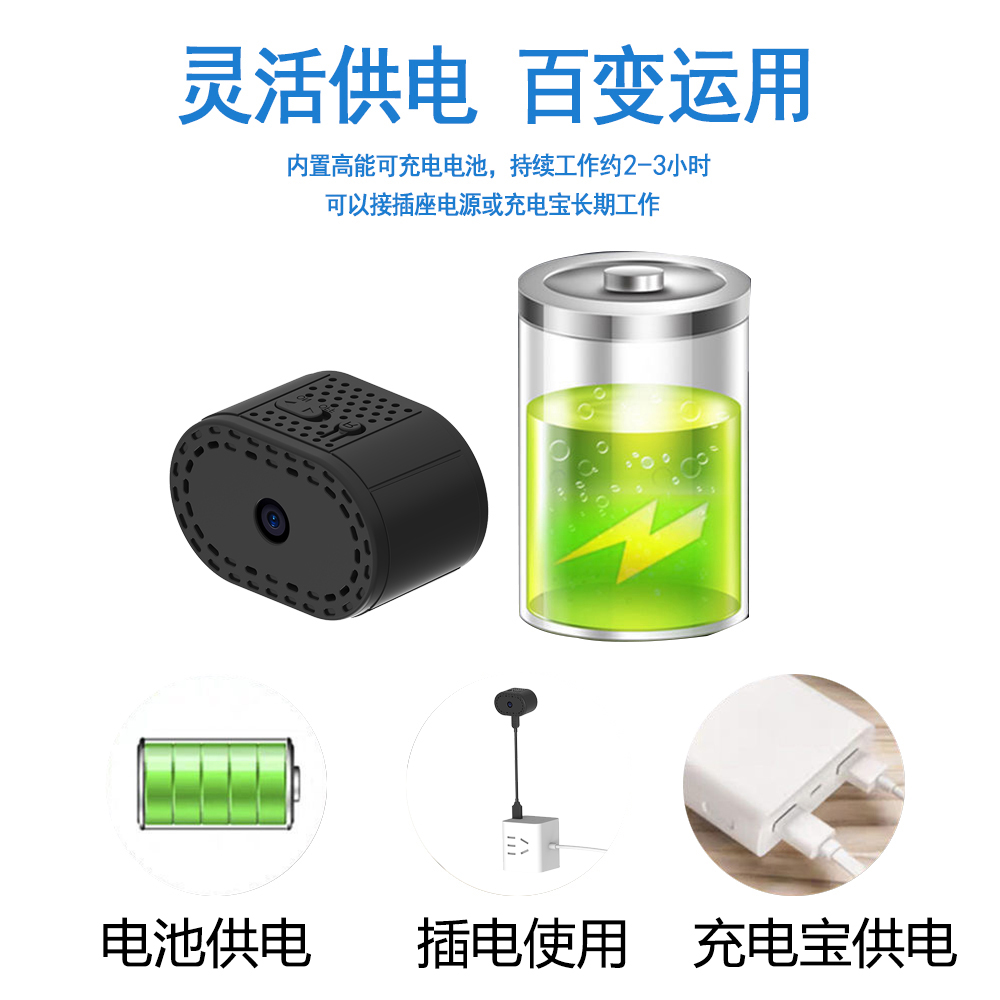 灵活供电 百变运用
内置高能可充电电池，持续工作约2-3小时
可以接插座电源或充电宝长期工作
电池供电
插电使用
充电宝供电